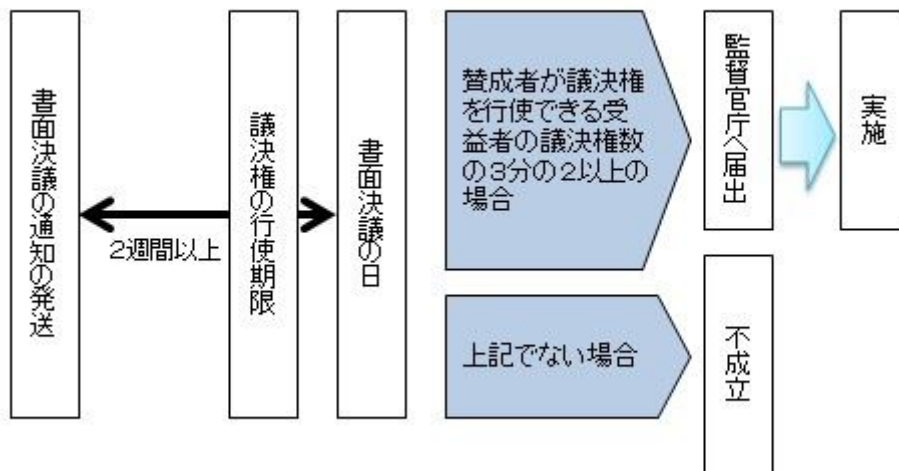 書面決議の通知の発送
2週間以上
議決権の行使期限
書面決議の日
賛成者が議決権
を行使できる受
益者の議決権数
の3分の2以上の
場合
監督官庁へ届出
実施
上記でない場合
不成立